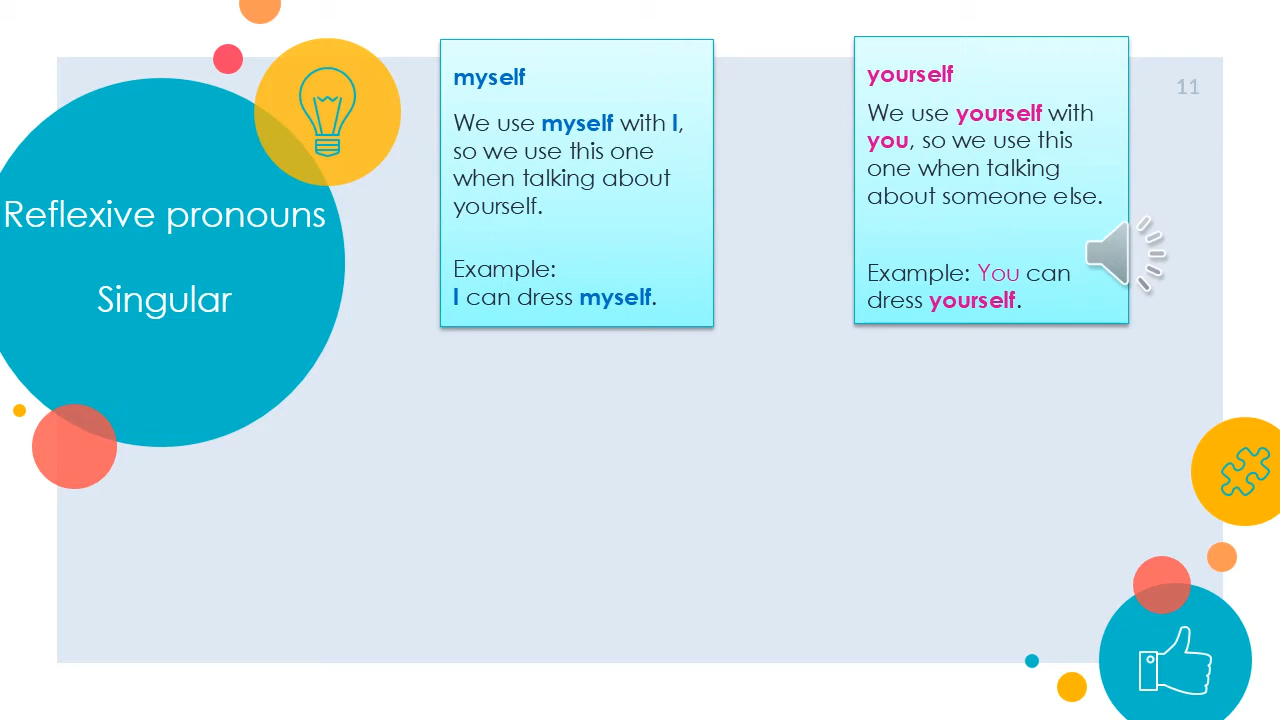 Reflexive pronouns
Singular
myself
We use myself with I,
so we use this one
when talking about
yourself.
Example:
I can dress myself.
yourself
We use yourself with
you, so we use this
one when talking
about someone else.
Example: You can
dress yourself.
11